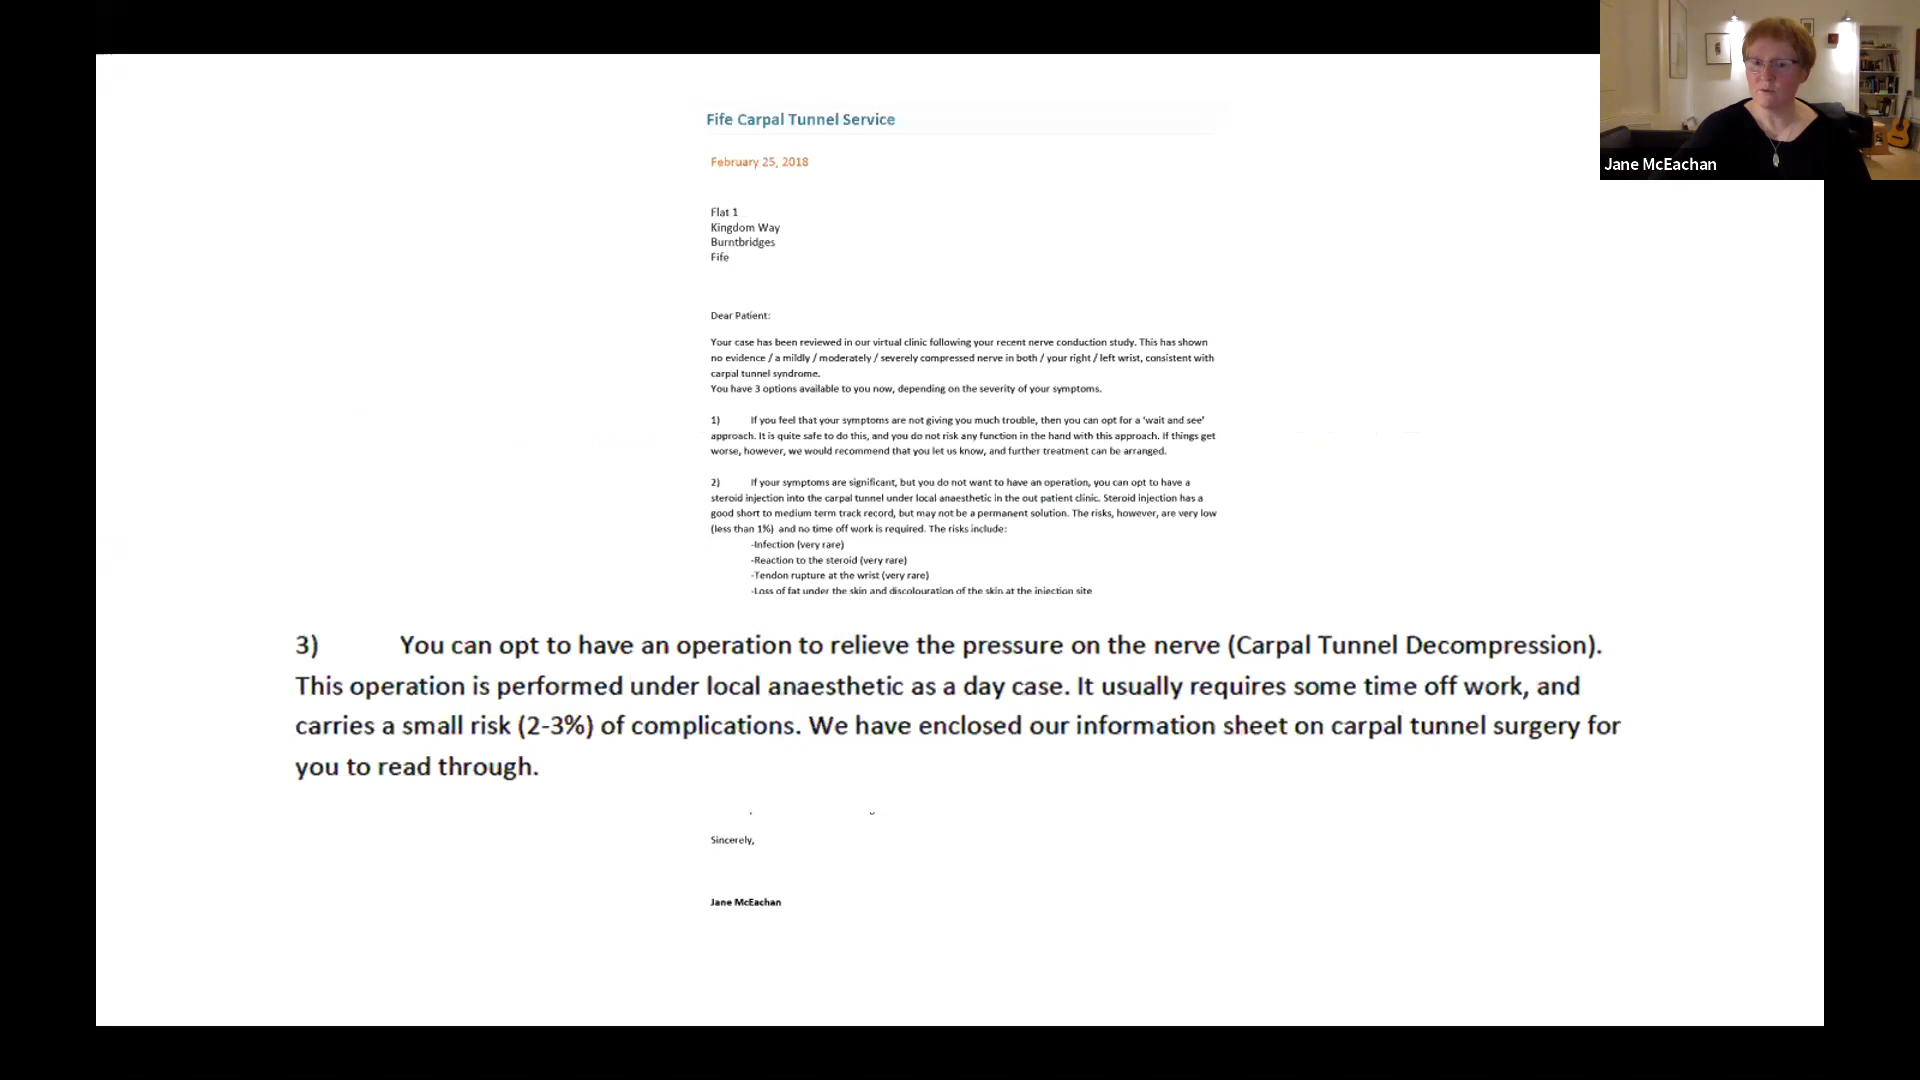 Jane McEachan
Fife Carpal Tunnel Service
February 25, 2018
Flat 1
Kingdom Way
Burntbridges
Fife
Dear Patient:
Your case has been reviewed in our virtual clinic following your recent nerve conduction study. This has shown
no evidence / a mildly / moderately / severely compressed nerve in both / your right / left wrist, consistent with
carpal tunnel syndrome.
You have 3 options available to you now, depending on the severity of your symptoms.
1) If you feel that your symptoms are not giving you much trouble, then you can opt for a 'wait and see'
approach. It is quite safe to do this, and you do not risk any function in the hand with this approach. If things get
worse, however, we would recommend that you let us know, and further treatment can be arranged.
2) If your symptoms are significant, but you do not want to have an operation, you can opt to have a
steroid injection into the carpal tunnel under local anaesthetic in the out patient clinic. Steroid injection has a
good short to medium term track record, but may not be a permanent solution. The risks, however, are very low
(less than 1%) and no time off work is required. The risks include:
-Infection (very rare)
-Reaction to the steroid (very rare)
-Tendon rupture at the wrist (very rare)
-Loss of fat under the skin and discolouration of the skin at the injection site
3) You can opt to have an operation to relieve the pressure on the nerve (Carpal Tunnel Decompression).
This operation is performed under local anaesthetic as a day case. It usually requires some time off work, and
carries a small risk (2-3%) of complications. We have enclosed our information sheet on carpal tunnel surgery for
you to read through.
Sincerely,
Jane McEachan